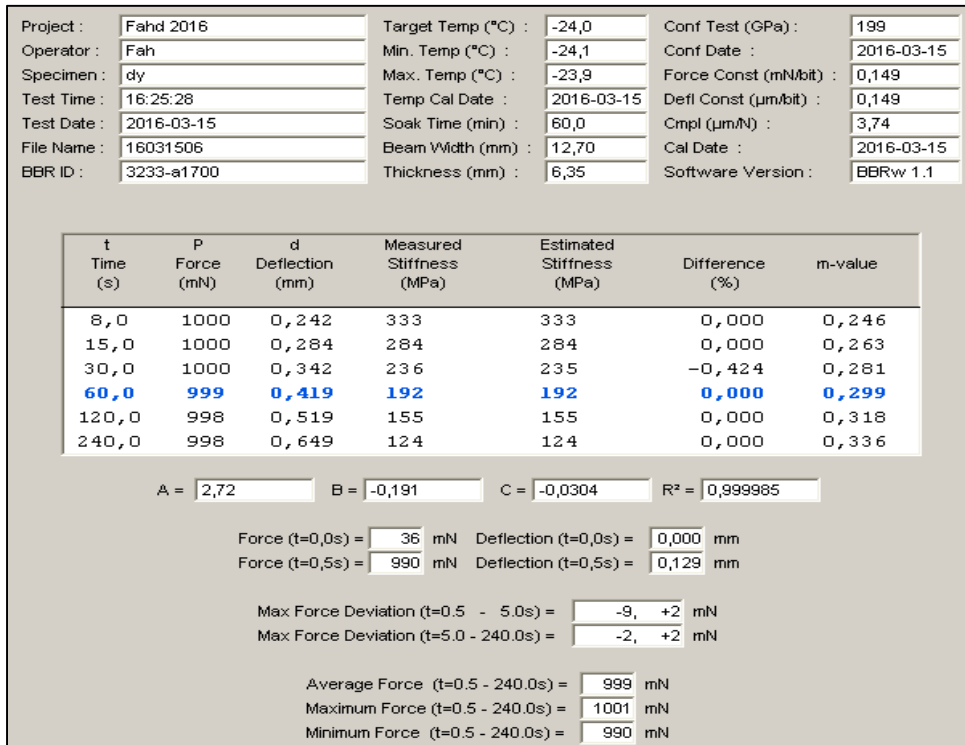 Project : Fahd 2016 Target Temp (°C) : -24,0 Conf Test (GPa) : 199
Operator : Fah Min. Temp (°C) : -24,1 Conf Date : 2016-03-15
Specimen : dy Max. Temp (°C) : -23,9 Force Const (mN/bit) : 0,149
Test Time : 16:25:28 Temp Cal Date : 2016-03-15 Defl Const (µm/bit) : 0,149
Test Date : 2016-03-15 Soak Time (min) : 60,0 Cmpl (µm/N) : 3,74
File Name : 16031506 Beam Width (mm) : 12,70 Cal Date : 2016-03-15
BBR ID : 3233-a1700 Thickness (mm) : 6,35 Software Version : BBRw 1.1
t P d Measured Estimated
Time Force Deflection Stiffness Stiffness Difference m-value
(s) (mN) (mm) (MPa) (MPa) (%)
8,0 1000 0,242 333 333 0,000 0,246
15,0 1000 0,284 284 284 0,000 0,263
30,0 1000 0,342 236 235 -0,424 0,281
60,0 999 0,419 192 192 0,000 0,299
120,0 998 0,519 155 155 0,000 0,318
240,0 998 0,649 124 124 0,000 0,336
A = 2,72 B = -0,191 C = -0,0304 R² = 0,999985
Force (t=0,0s) = 36 mN Deflection (t=0,0s) = 0,000 mm
Force (t=0,5s) = 990 mN Deflection (t=0,5s) = 0,129 mm
Max Force Deviation (t=0.5 - 5.0s) = -9, +2 mN
Max Force Deviation (t=5.0 - 240.0s) = -2, +2 mN
Average Force (t=0.5 - 240.0s) = 999 mN
Maximum Force (t=0.5 - 240.0s) = 1001 mN
Minimum Force (t=0.5 - 240.0s) = 990 mN